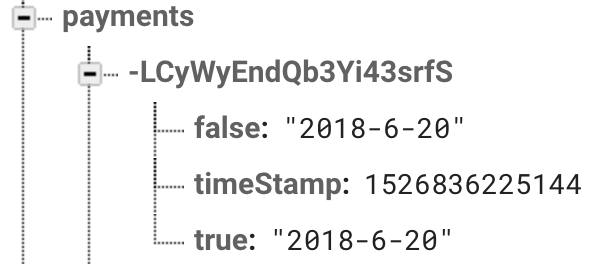 payments
-LCyWyEndQb3Yi43srfS
false: "2018-6-20"
timeStamp: 1526836225144
true: "2018-6-20"